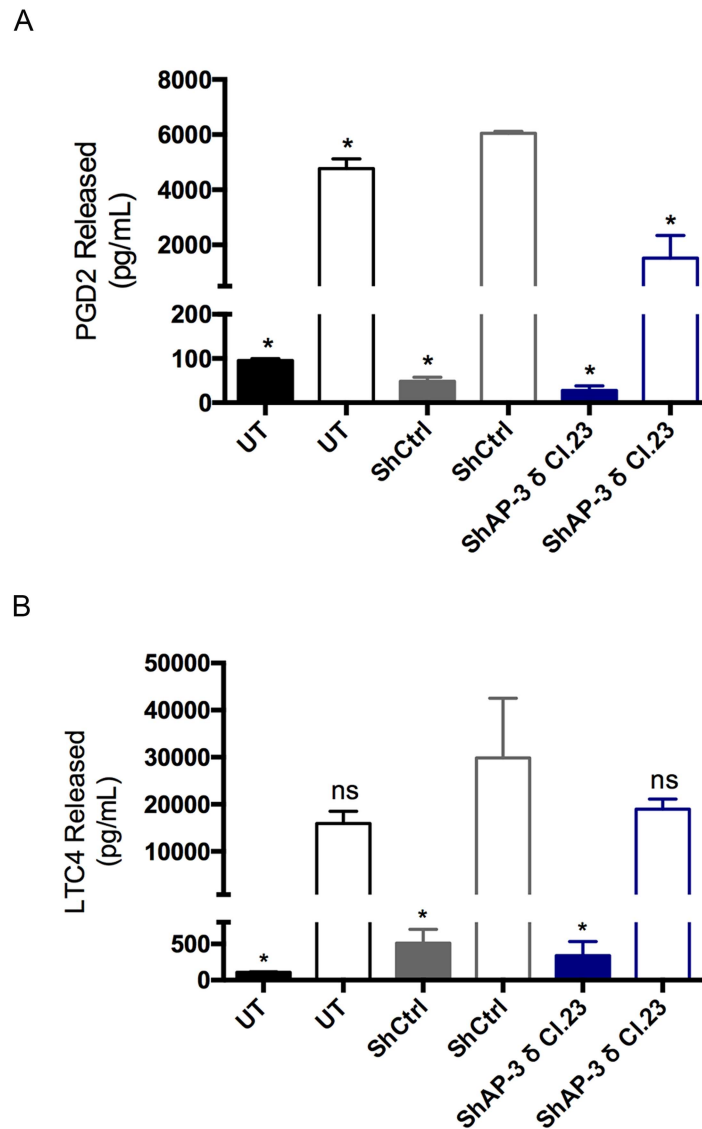 A
PGD2 Released
(pg/mL)
8000
6000
4000
2000
200
100
0
*
*
*
*
*
UT
UT
ShCtrl
ShCtrl
ShAP-3 δ Cl.23
ShAP-3 δ Cl.23
B
LTC4 Released
(pg/mL)
50000
40000
30000
20000
10000
500
0
*
ns
*
*
ns
UT
UT
ShCtrl
ShCtrl
ShAP-3 δ Cl.23
ShAP-3 δ Cl.23